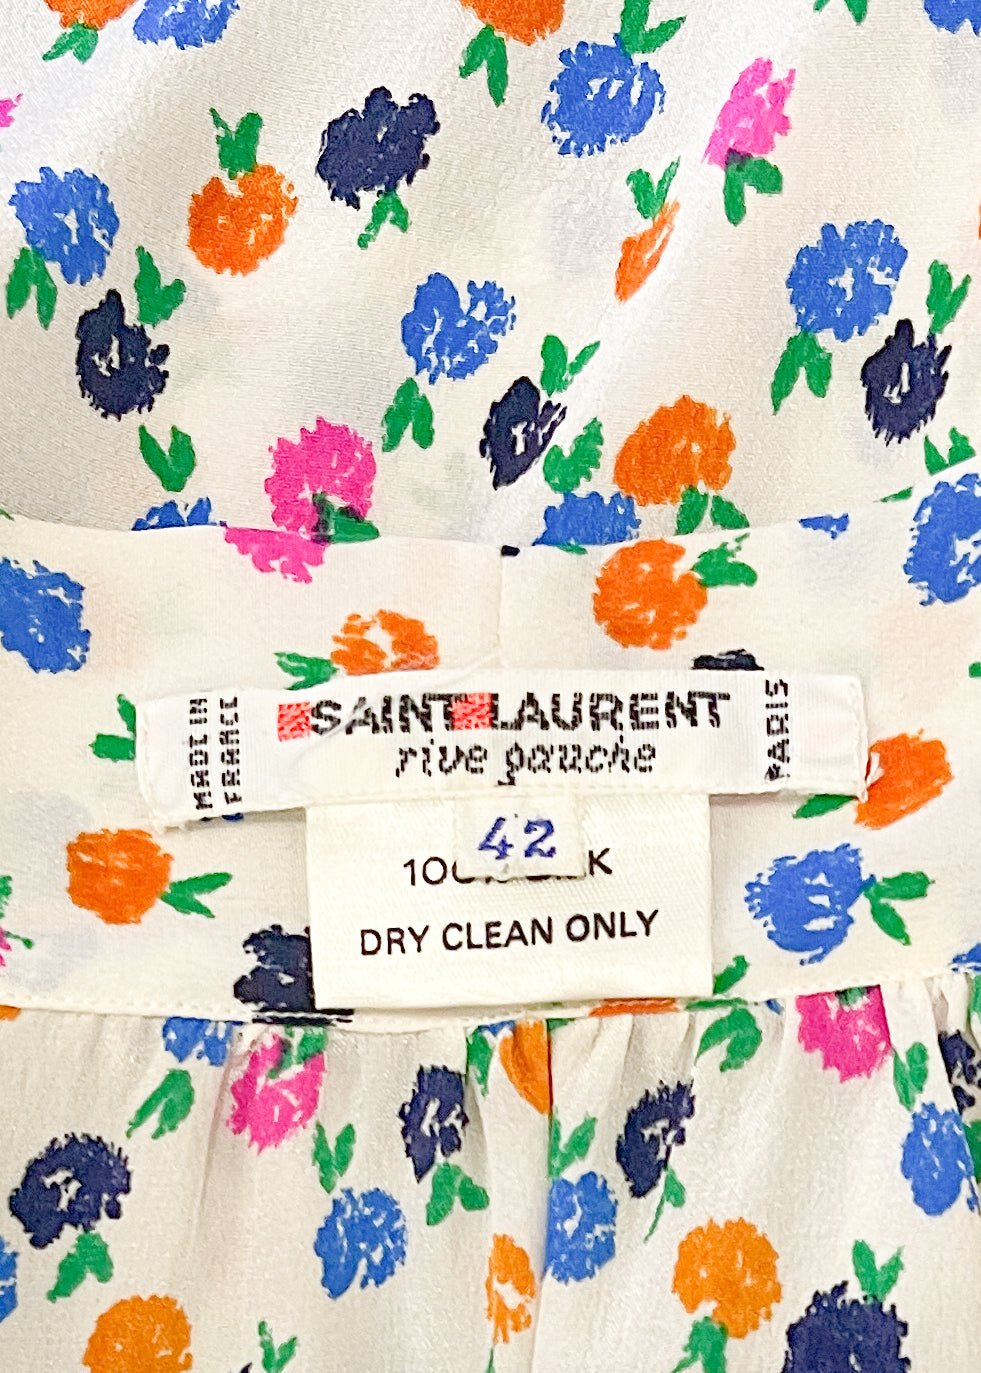 MADE IN
FRANCE
SAINT LAURENT
rive gauche
PARIS
42
DRY CLEAN ONLY